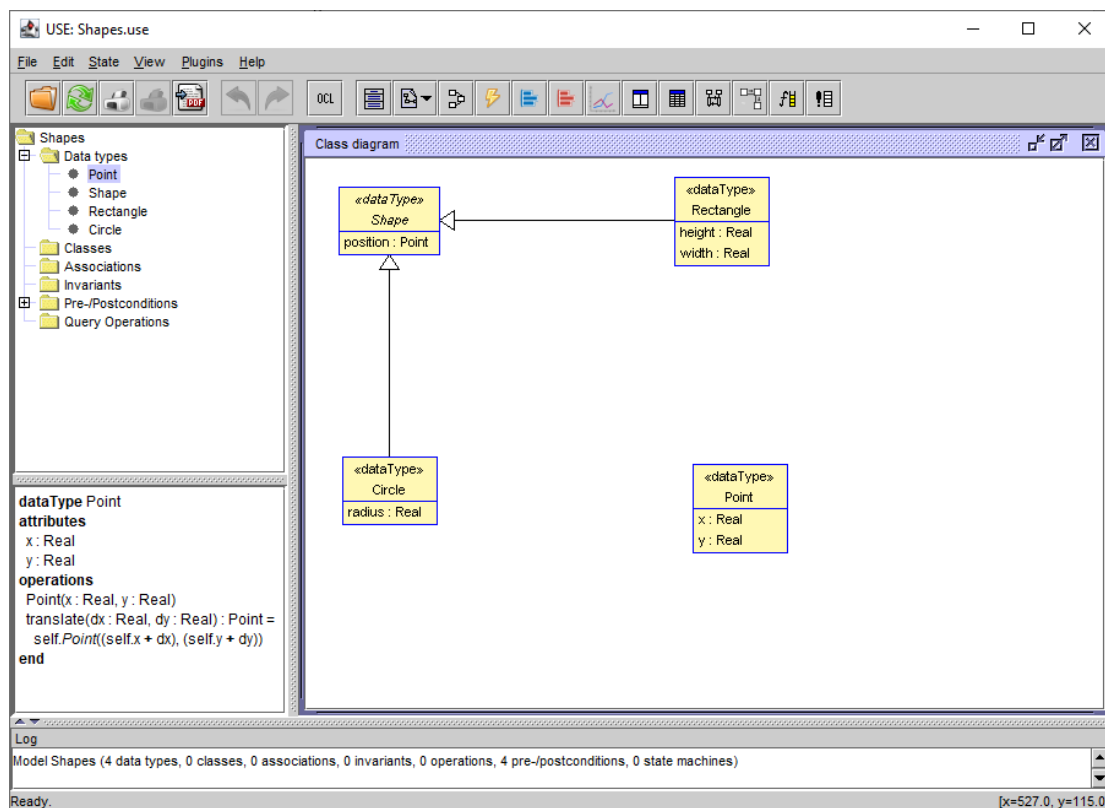 USE: Shapes.use
File Edit State View Plugins Help
PDF
OCL
Shapes
Data types
Point
Shape
Rectangle
Circle
Classes
Associations
Invariants
Pre-/Postconditions
Query Operations
dataType Point
attributes
x : Real
y : Real
operations
Point(x : Real, y : Real)
translate(dx : Real, dy : Real) : Point =
self.Point((self.x + dx), (self.y + dy))
end
Class diagram
«dataType»
Shape
position : Point
«dataType»
Rectangle
height : Real
width : Real
«dataType»
Circle
radius : Real
«dataType»
Point
x : Real
y : Real
Log
Model Shapes (4 data types, 0 classes, 0 associations, 0 invariants, 0 operations, 4 pre-/postconditions, 0 state machines)
Ready.
[x=527.0, y=115.0